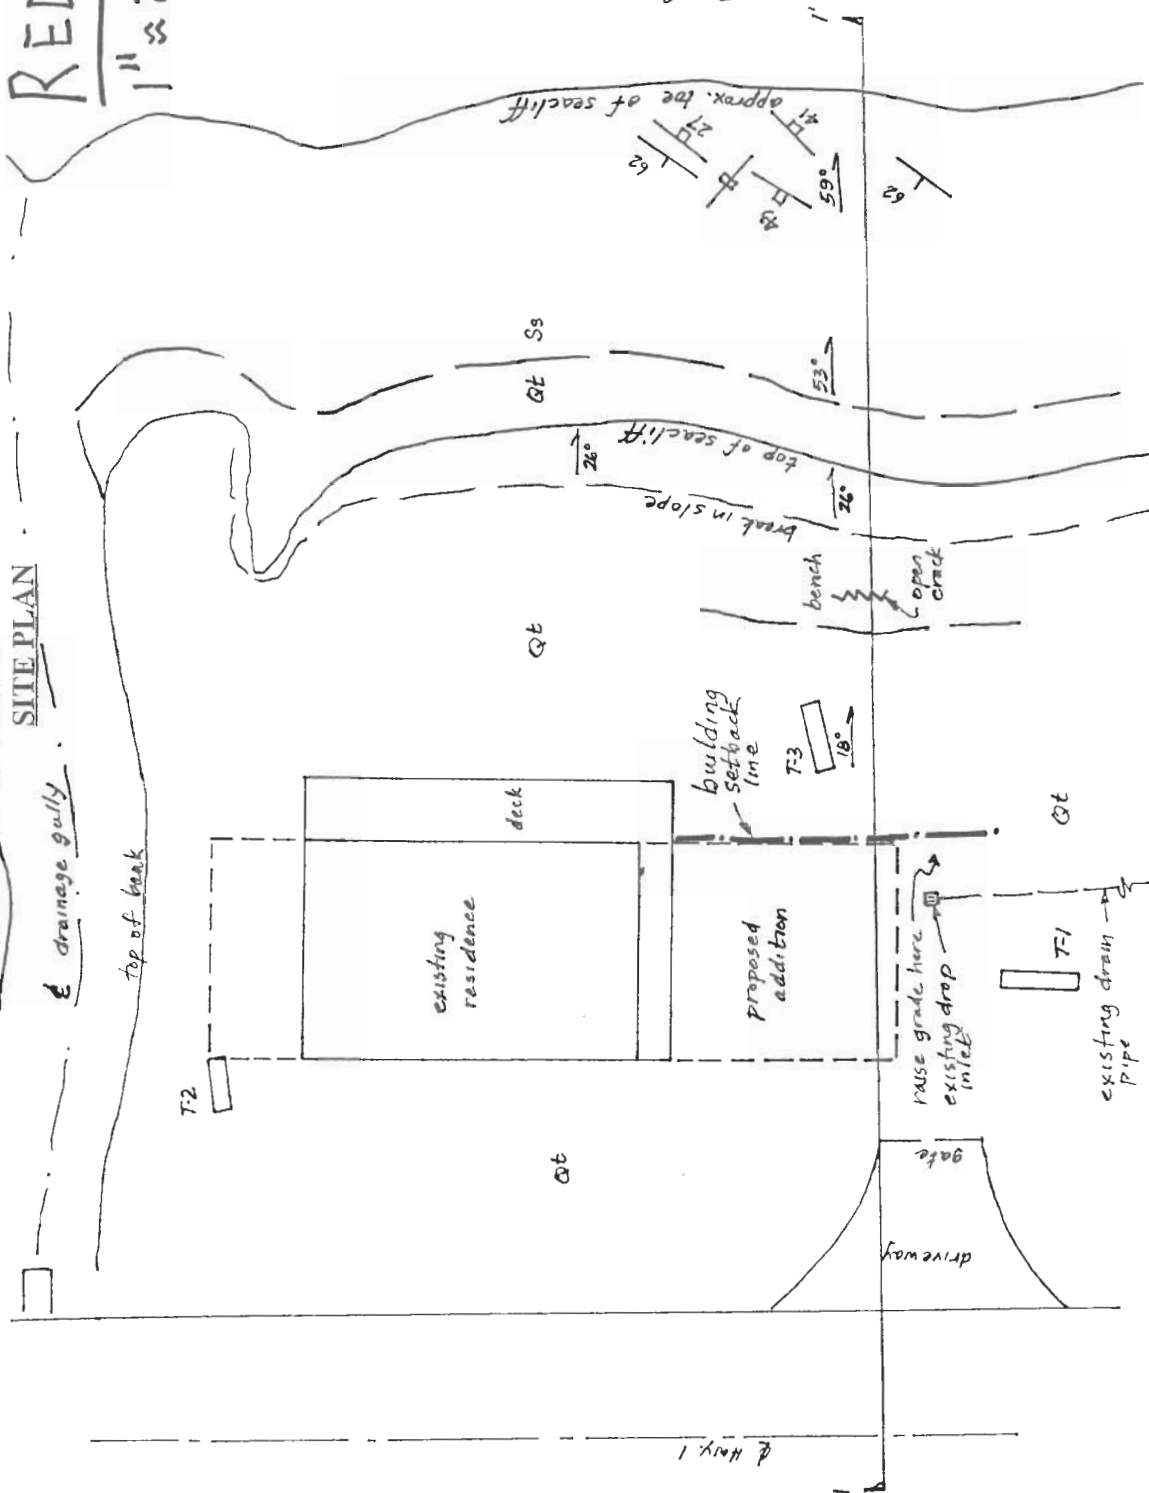 SITE PLAN
1" ≈
℄ drainage gully
top of bank
approx. toe of seacliff
62
27
41
43
59°
62
Ss
Qt
53°
top of seacliff
26°
26°
break in slope
bench
open
crack
Qt
building
setback
line
T-3
18°
deck
existing
residence
proposed
addition
Qt
raise grade here
existing drop
inlet
T-1
existing drain
pipe
T-2
Qt
gate
driveway
℄ Hwy. 1
1'